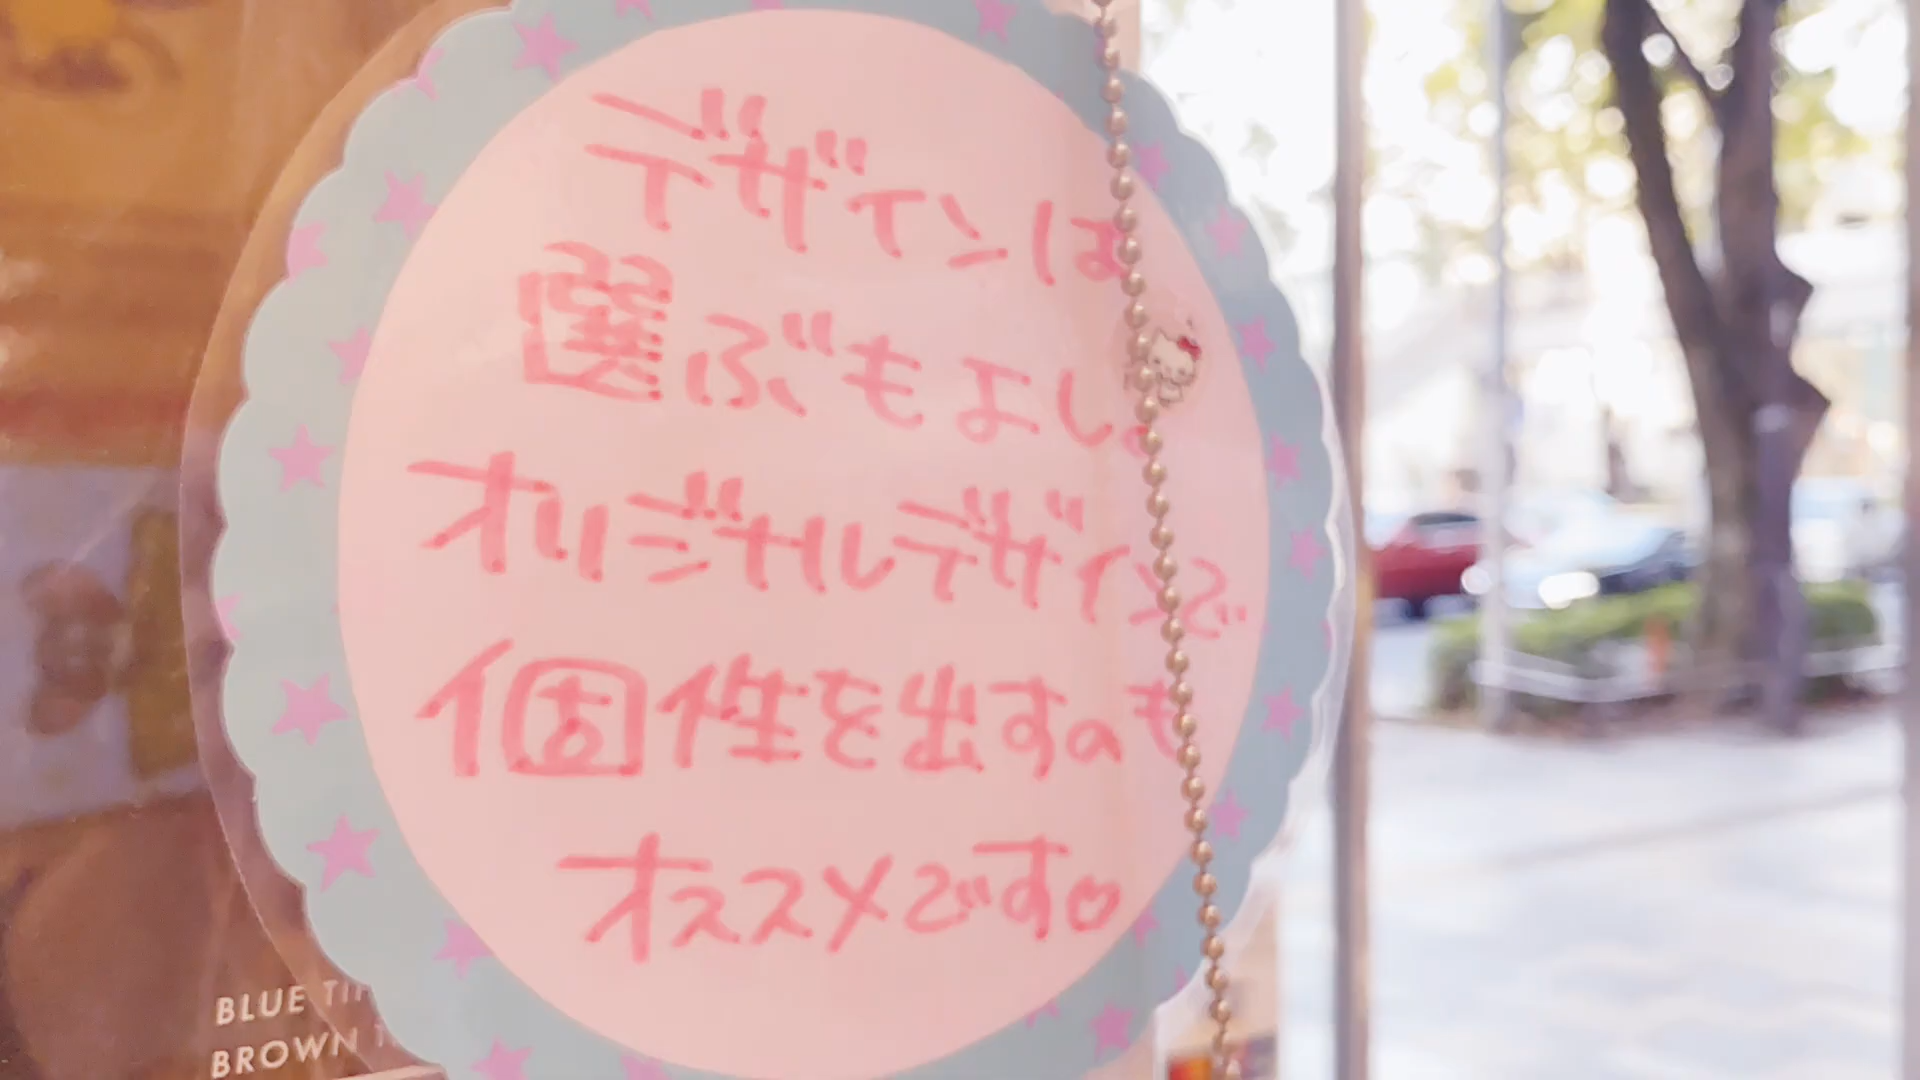 デザインは
選ぶもよし。
オリジナルデザインで
個性を出すのも
オススメです♡
BLUE
BROWN